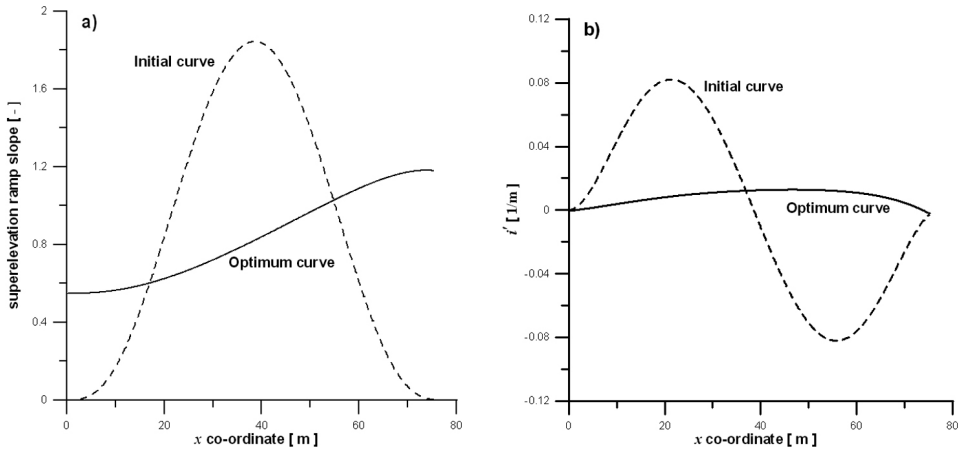 a)
2
1.6
1.2
0.8
0.4
0
superelevation ramp slope [ - ]
Initial curve
Optimum curve
0 20 40 60 80
x co-ordinate [ m ]
b)
0.12
0.08
0.04
0
-0.04
-0.08
-0.12
i' [1/m]
Initial curve
Optimum curve
0 20 40 60 80
x co-ordinate [ m ]